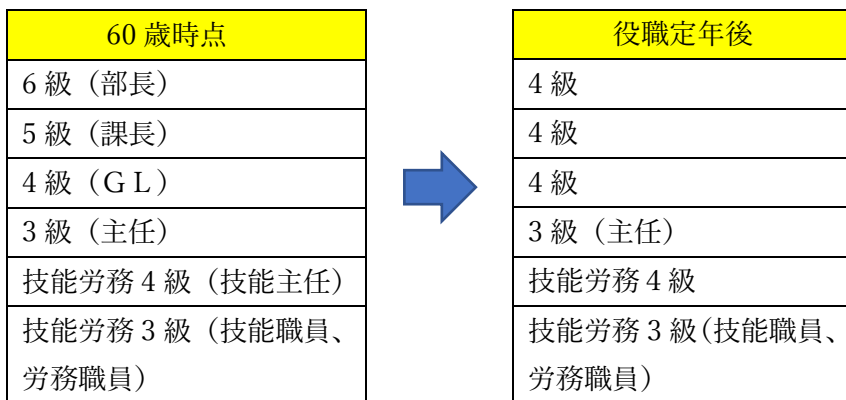 60 歳時点
6 級（部長）
5 級（課長）
4 級（ＧＬ）
3 級（主任）
技能労務 4 級（技能主任）
技能労務 3 級（技能職員、
労務職員）
役職定年後
4 級
4 級
4 級
3 級（主任）
技能労務 4 級
技能労務 3 級（技能職員、
労務職員）